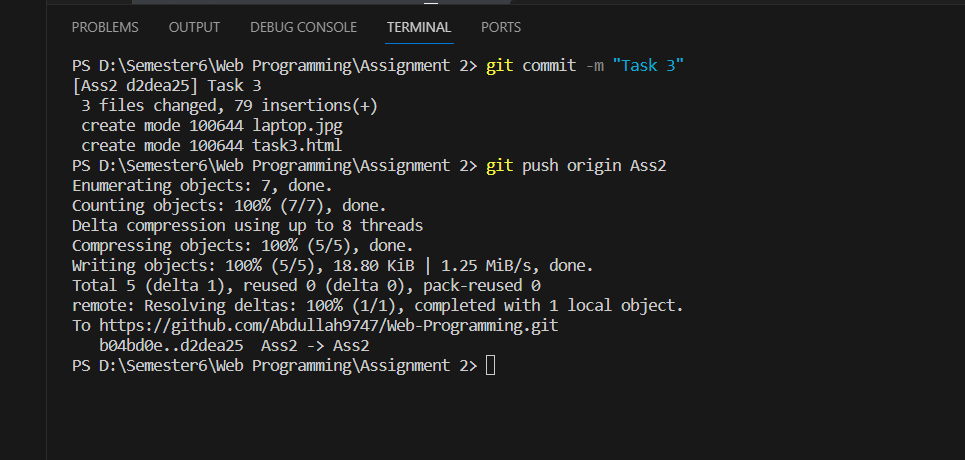 PROBLEMS OUTPUT DEBUG CONSOLE TERMINAL PORTS
PS D:\Semester6\Web Programming\Assignment 2> git commit -m "Task 3"
[Ass2 d2dea25] Task 3
 3 files changed, 79 insertions(+)
 create mode 100644 laptop.jpg
 create mode 100644 task3.html
PS D:\Semester6\Web Programming\Assignment 2> git push origin Ass2
Enumerating objects: 7, done.
Counting objects: 100% (7/7), done.
Delta compression using up to 8 threads
Compressing objects: 100% (5/5), done.
Writing objects: 100% (5/5), 18.80 KiB | 1.25 MiB/s, done.
Total 5 (delta 1), reused 0 (delta 0), pack-reused 0
remote: Resolving deltas: 100% (1/1), completed with 1 local object.
To https://github.com/Abdullah9747/Web-Programming.git
   b04bd0e..d2dea25  Ass2 -> Ass2
PS D:\Semester6\Web Programming\Assignment 2>